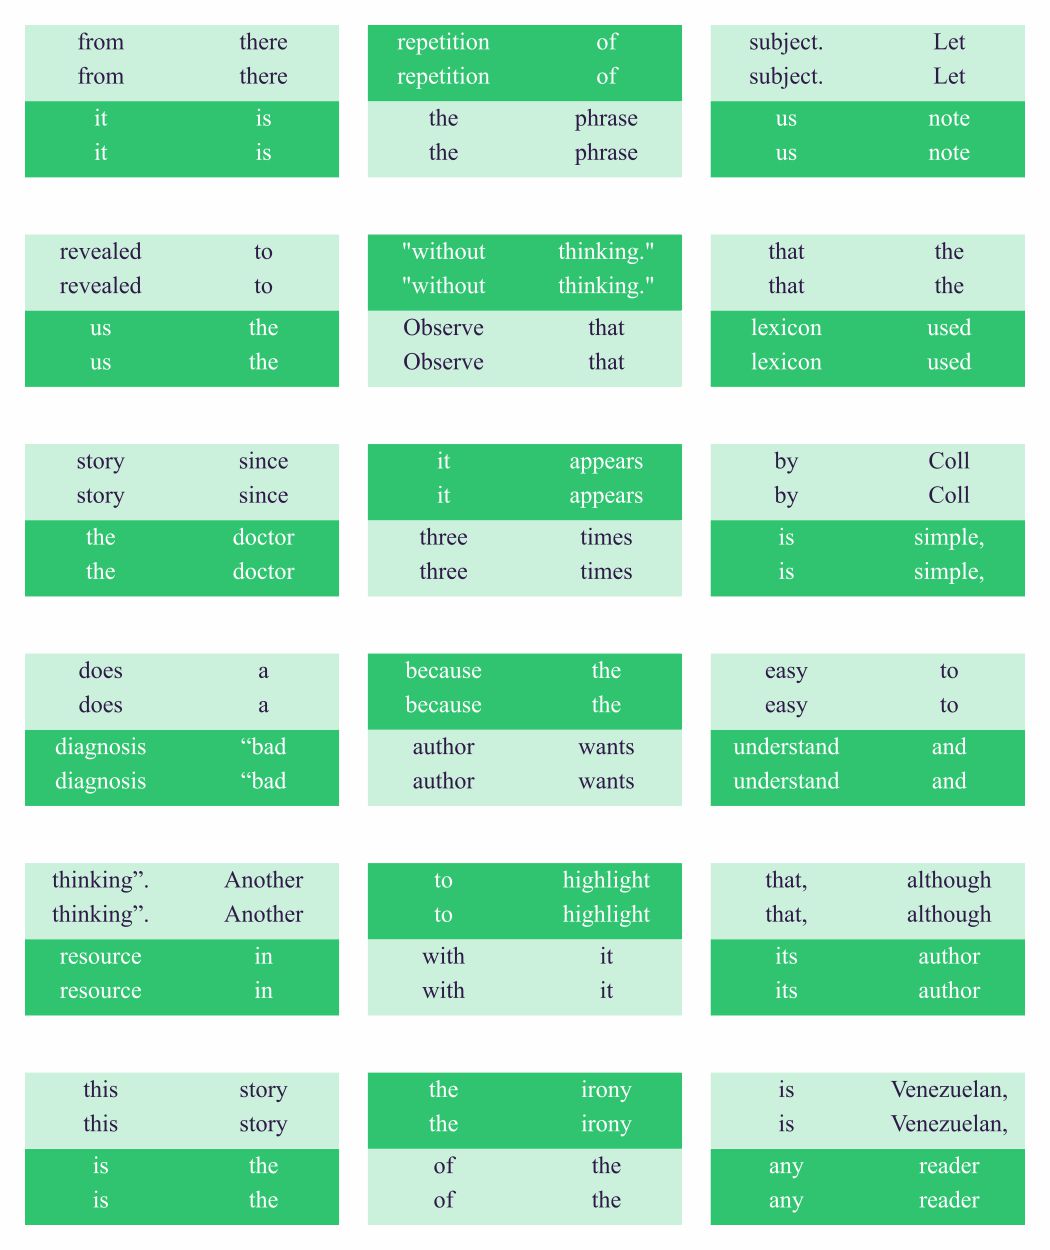 from there
from there
it is
it is
revealed to
revealed to
us the
us the
story since
story since
the doctor
the doctor
does a
does a
diagnosis “bad
diagnosis “bad
thinking”. Another
thinking”. Another
resource in
resource in
this story
this story
is the
is the
repetition of
repetition of
the phrase
the phrase
"without thinking."
"without thinking."
Observe that
Observe that
it appears
it appears
three times
three times
because the
because the
author wants
author wants
to highlight
to highlight
with it
with it
the irony
the irony
of the
of the
subject. Let
subject. Let
us note
us note
that the
that the
lexicon used
lexicon used
by Coll
by Coll
is simple,
is simple,
easy to
easy to
understand and
understand and
that, although
that, although
its author
its author
is Venezuelan,
is Venezuelan,
any reader
any reader